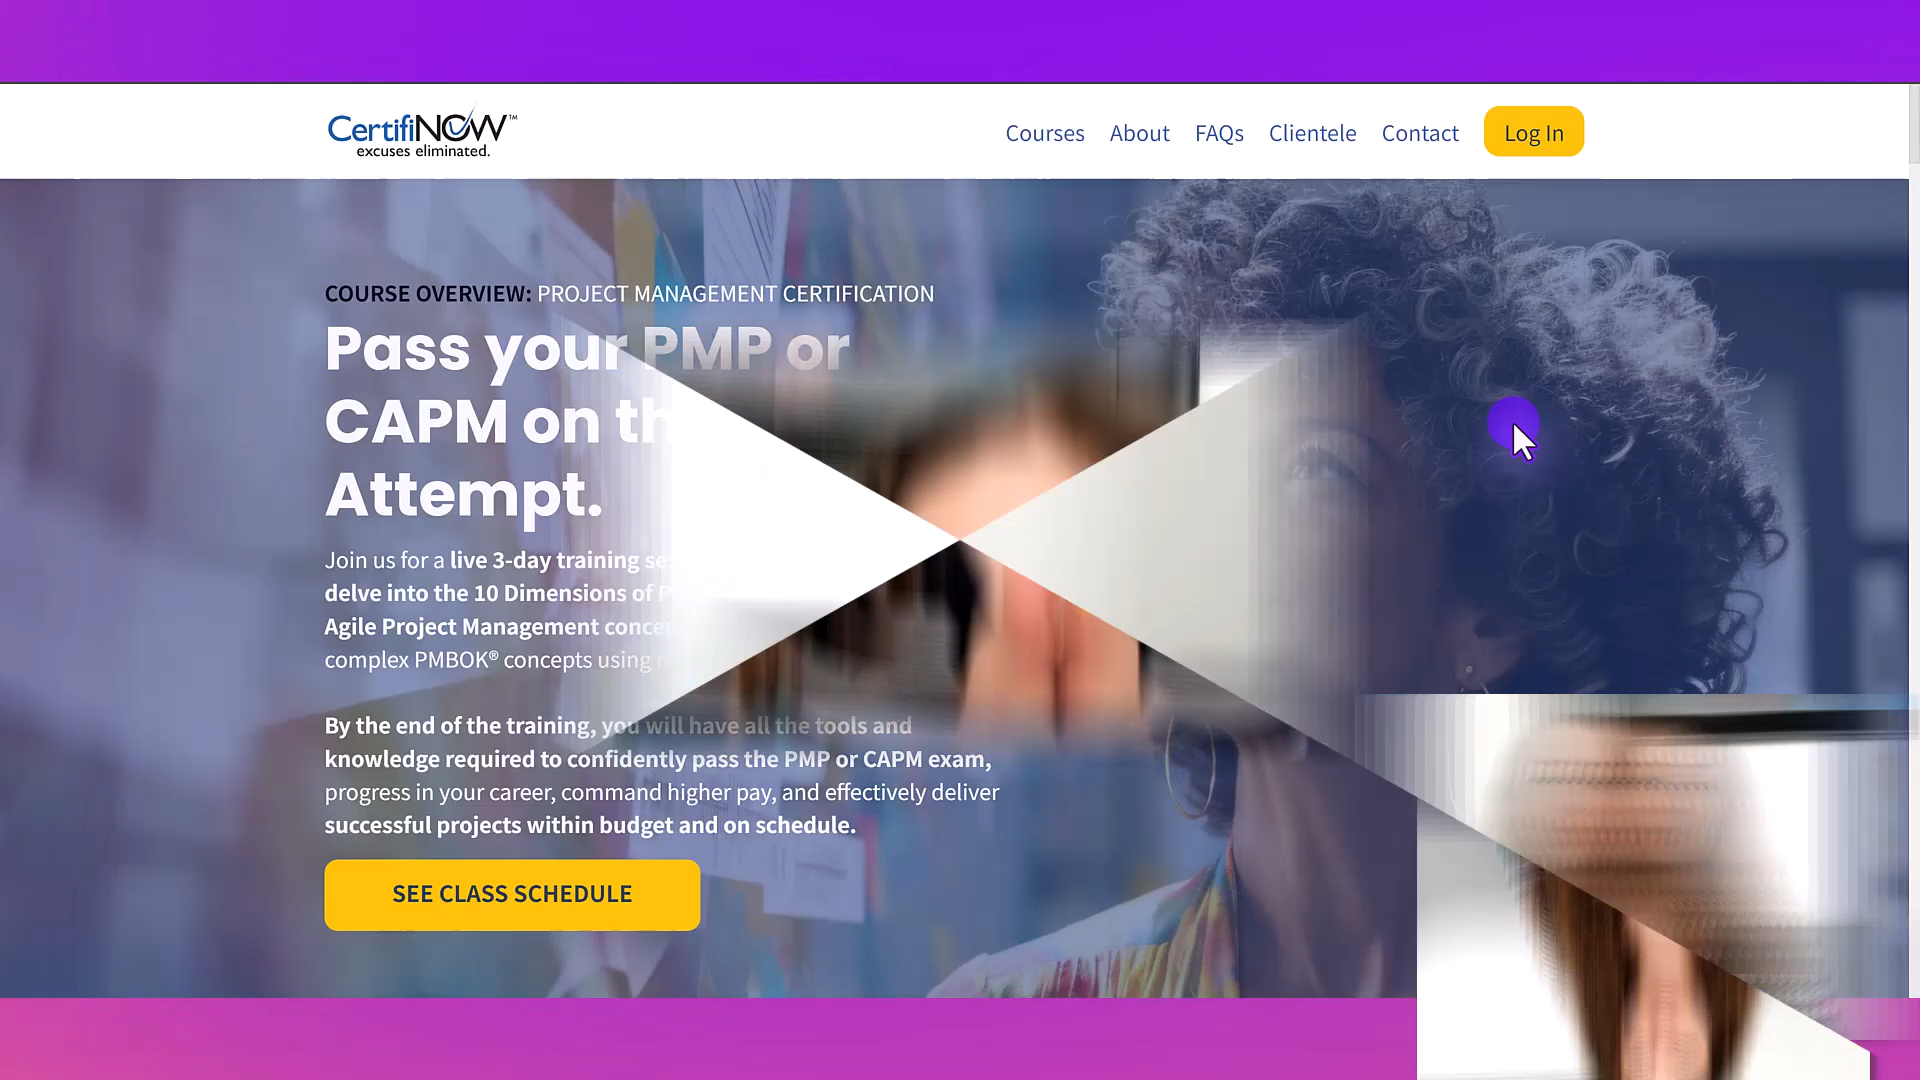 CertifiNOW™
excuses eliminated.
Courses About FAQs Clientele Contact Log In
COURSE OVERVIEW: PROJECT MANAGEMENT CERTIFICATION
Pass your PMP or
CAPM on th
Attempt.
Join us for a live 3-day training
delve into the 10 Dimensions of
Agile Project Management
complex PMBOK® concepts using
By the end of the training, you will have all the tools and
knowledge required to confidently pass the PMP or CAPM exam,
progress in your career, command higher pay, and effectively deliver
successful projects within budget and on schedule.
SEE CLASS SCHEDULE